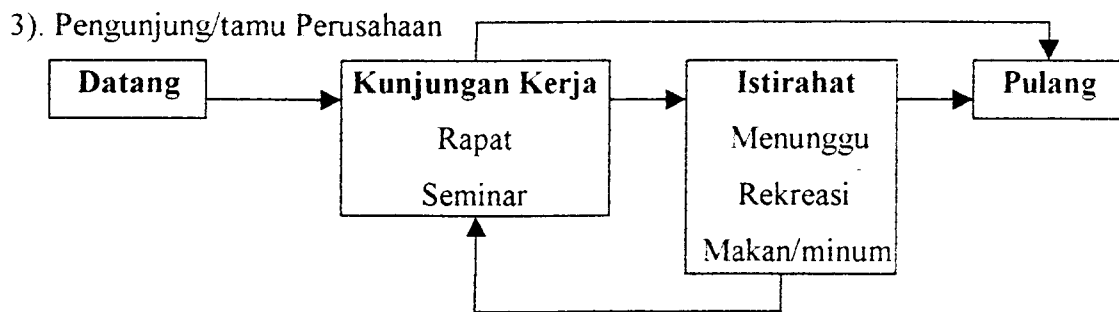 3). Pengunjung/tamu Perusahaan
Datang
Kunjungan Kerja
Rapat
Seminar
Istirahat
Menunggu
Rekreasi
Makan/minum
Pulang